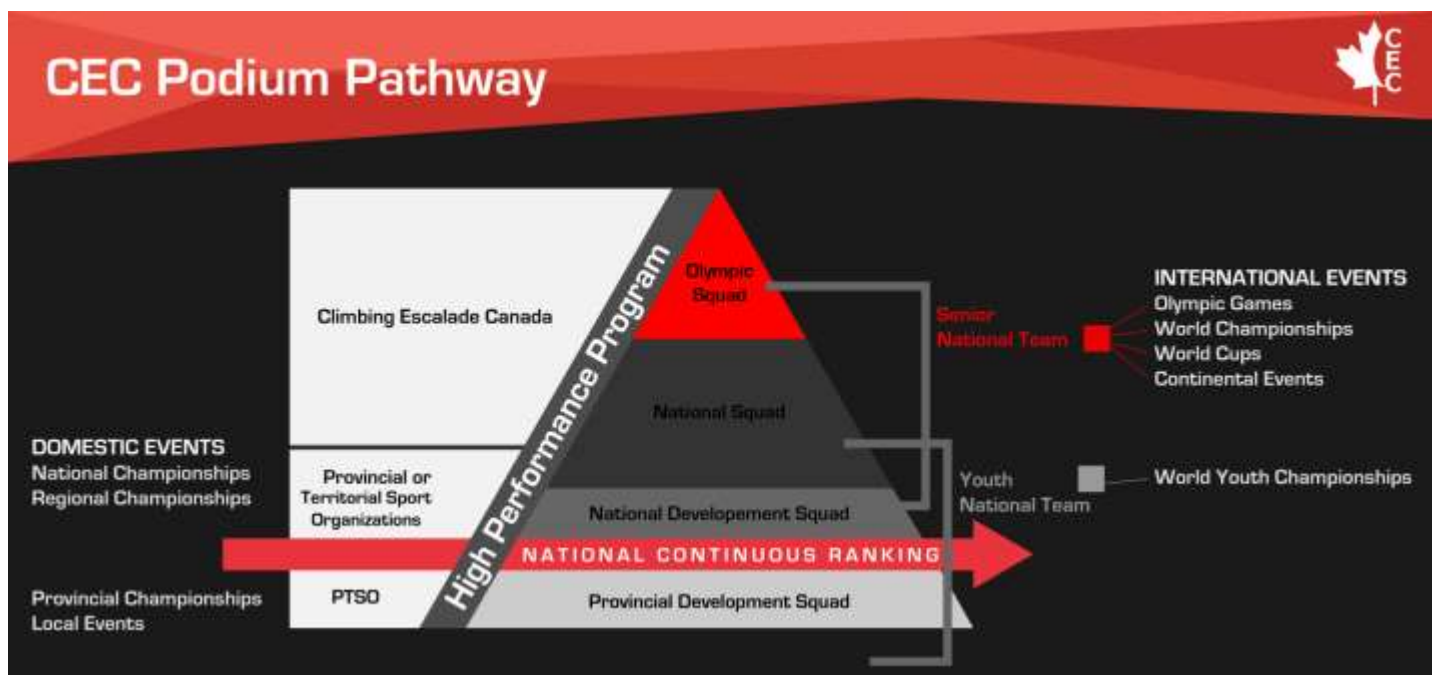 CEC Podium Pathway
CEC
Climbing Escalade Canada
High Performance Program
Olympic
Squad
National Squad
National Developement Squad
NATIONAL CONTINUOUS RANKING
Provincial Development Squad
Senior
National Team
INTERNATIONAL EVENTS
Olympic Games
World Championships
World Cups
Continental Events
Youth
National Team
World Youth Championships
DOMESTIC EVENTS
National Championships
Regional Championships
Provincial or
Territorial Sport
Organizations
Provincial Championships
Local Events
PTSO